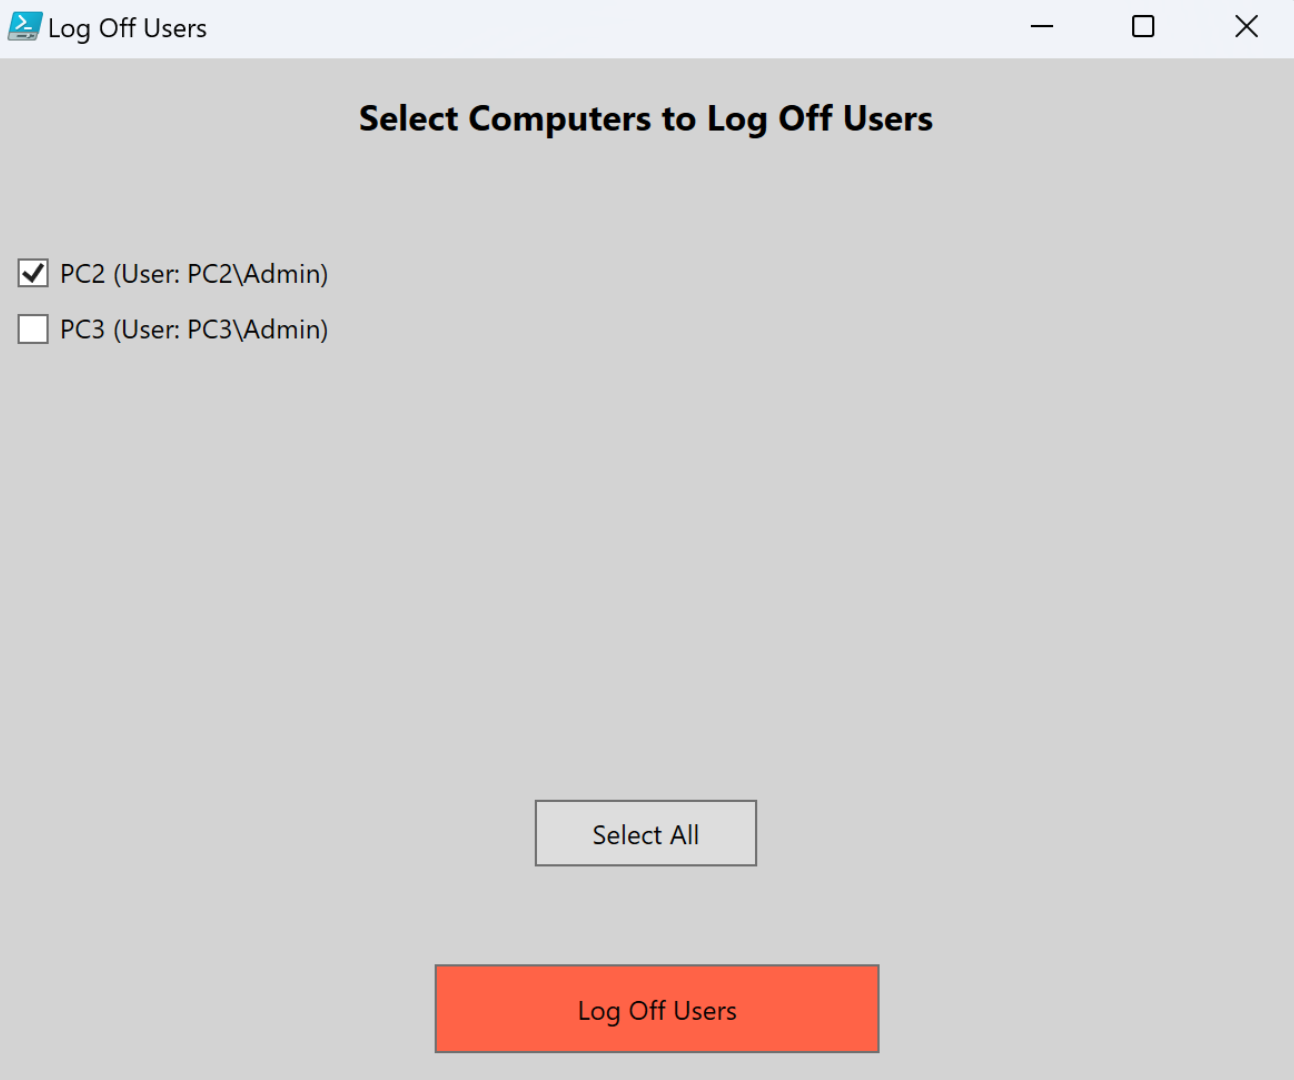 Log Off Users
Select Computers to Log Off Users
PC2 (User: PC2\Admin)
PC3 (User: PC3\Admin)
Select All
Log Off Users